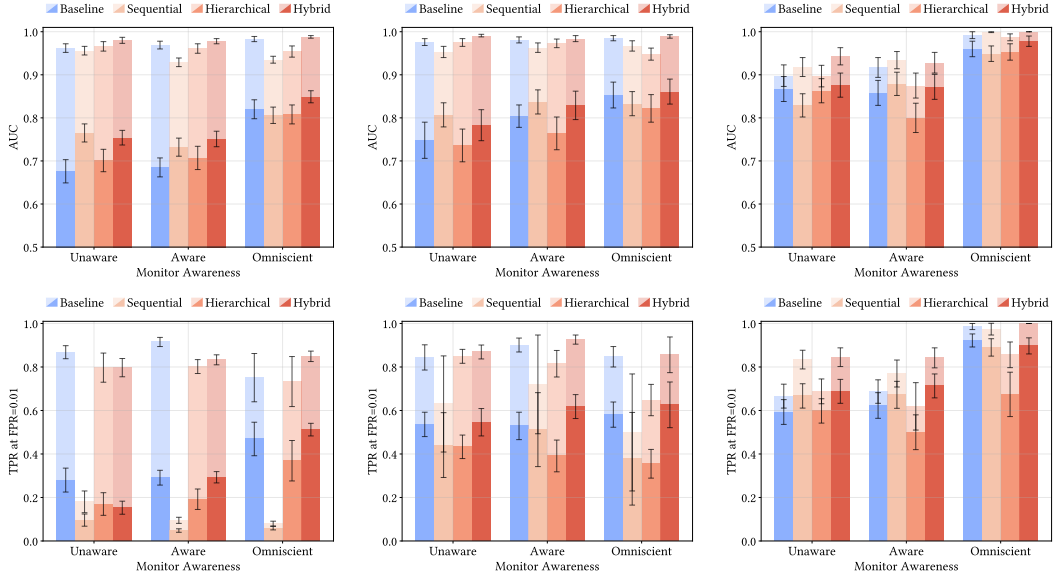 Baseline Sequential Hierarchical Hybrid
1.0
0.9
0.8
0.7
0.6
0.5
AUC
Unaware Aware Omniscient
Monitor Awareness
Baseline Sequential Hierarchical Hybrid
1.0
0.9
0.8
0.7
0.6
0.5
AUC
Unaware Aware Omniscient
Monitor Awareness
Baseline Sequential Hierarchical Hybrid
1.0
0.9
0.8
0.7
0.6
0.5
AUC
Unaware Aware Omniscient
Monitor Awareness
Baseline Sequential Hierarchical Hybrid
1.0
0.8
0.6
0.4
0.2
0.0
TPR at FPR=0.01
Unaware Aware Omniscient
Monitor Awareness
Baseline Sequential Hierarchical Hybrid
1.0
0.8
0.6
0.4
0.2
0.0
TPR at FPR=0.01
Unaware Aware Omniscient
Monitor Awareness
Baseline Sequential Hierarchical Hybrid
1.0
0.8
0.6
0.4
0.2
0.0
TPR at FPR=0.01
Unaware Aware Omniscient
Monitor Awareness